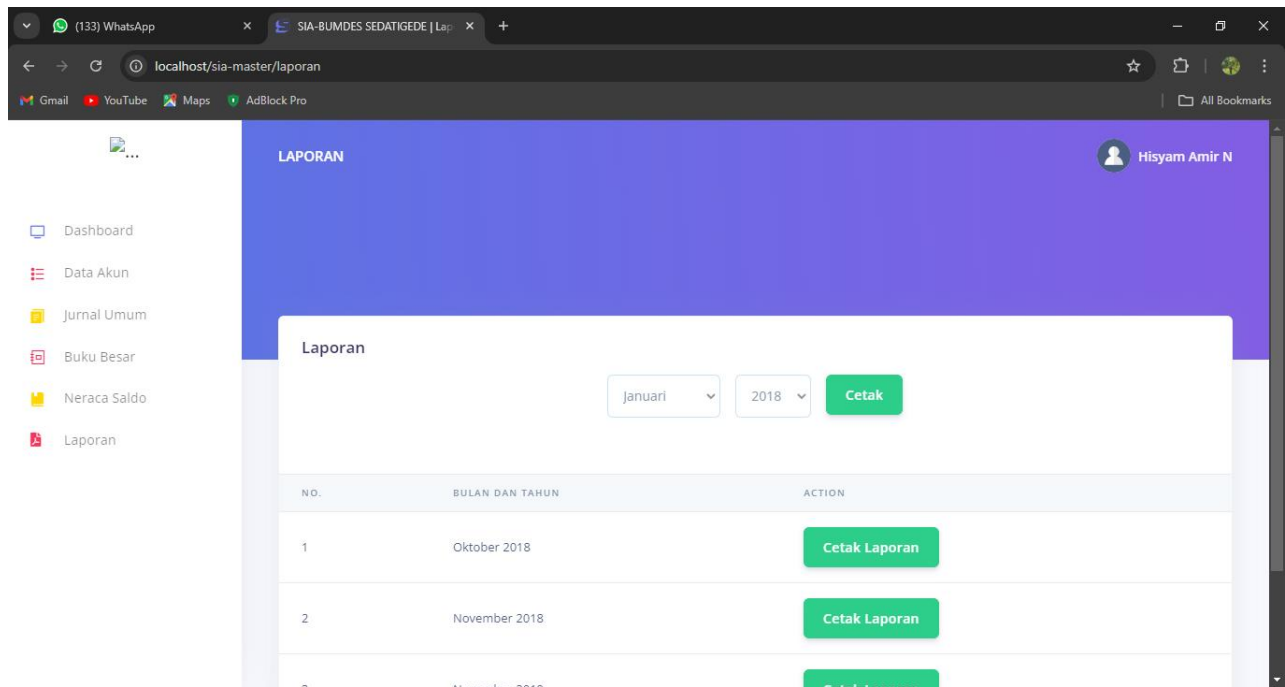 (133) WhatsApp
SIA-BUMDES SEDATIGEDE | Lap
localhost/sia-master/laporan
Gmail YouTube Maps AdBlock Pro All Bookmarks
...
LAPORAN
Hisyam Amir N
Dashboard
Data Akun
Jurnal Umum
Buku Besar
Neraca Saldo
Laporan
Laporan
Januari 2018 Cetak
NO. BULAN DAN TAHUN ACTION
1 Oktober 2018 Cetak Laporan
2 November 2018 Cetak Laporan